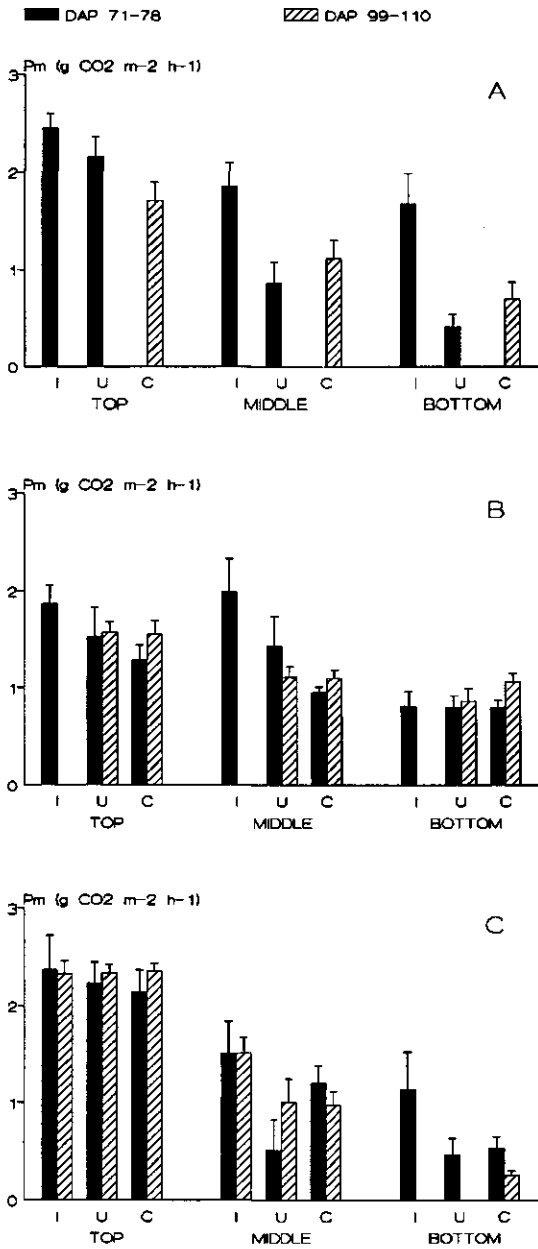 DAP 71-78 DAP 99-110
Pm (g CO2 m-2 h-1)
A
3
2
1
0
I U C I U C I U C
TOP MIDDLE BOTTOM
Pm (g CO2 m-2 h-1)
B
3
2
1
0
I U C I U C I U C
TOP MIDDLE BOTTOM
Pm (g CO2 m-2 h-1)
C
3
2
1
0
I U C I U C I U C
TOP MIDDLE BOTTOM